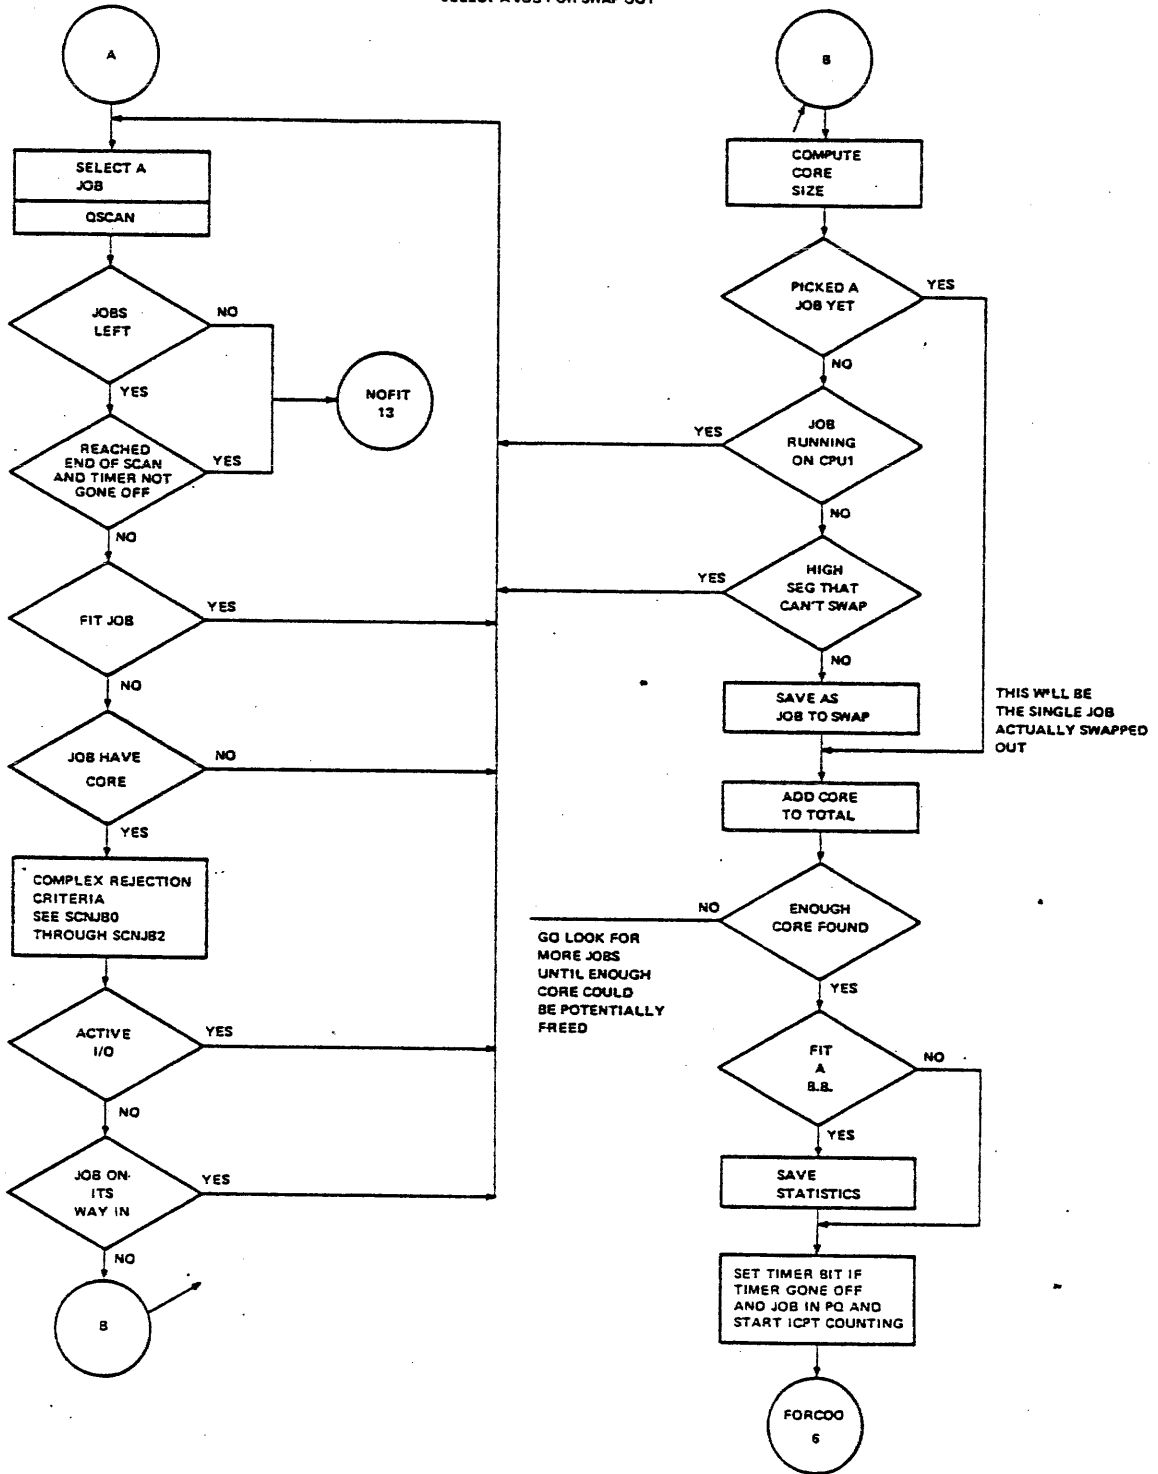 A
SELECT A
JOB
QSCAN
JOBS
LEFT
NO
YES
NOFIT
13
REACHED
END OF SCAN
AND TIMER NOT
GONE OFF
YES
NO
FIT JOB
YES
NO
JOB HAVE
CORE
NO
YES
COMPLEX REJECTION
CRITERIA
SEE SCNJB0
THROUGH SCNJB2
ACTIVE
I/O
YES
NO
JOB ON
ITS
WAY IN
YES
NO
B
B
COMPUTE
CORE
SIZE
PICKED A
JOB YET
YES
NO
JOB
RUNNING
ON CPU1
YES
NO
HIGH
SEG THAT
CAN'T SWAP
YES
NO
SAVE AS
JOB TO SWAP
THIS WILL BE
THE SINGLE JOB
ACTUALLY SWAPPED
OUT
ADD CORE
TO TOTAL
ENOUGH
CORE FOUND
NO
YES
GO LOOK FOR
MORE JOBS
UNTIL ENOUGH
CORE COULD
BE POTENTIALLY
FREED
FIT
A
B.B.
NO
YES
SAVE
STATISTICS
SET TIMER BIT IF
TIMER GONE OFF
AND JOB IN PQ AND
START ICPT COUNTING
FORCO0
6